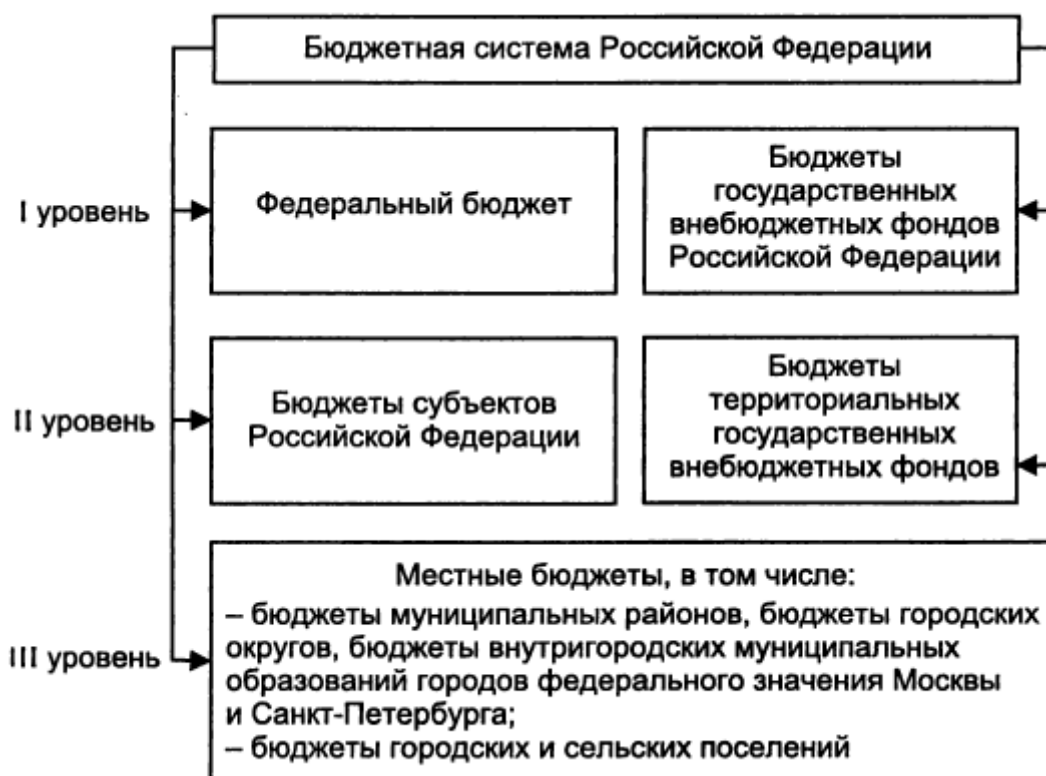 Бюджетная система Российской Федерации
I уровень
Федеральный бюджет
Бюджеты
государственных
внебюджетных фондов
Российской Федерации
II уровень
Бюджеты субъектов
Российской Федерации
Бюджеты
территориальных
государственных
внебюджетных фондов
III уровень
Местные бюджеты, в том числе:
– бюджеты муниципальных районов, бюджеты городских
округов, бюджеты внутригородских муниципальных
образований городов федерального значения Москвы
и Санкт-Петербурга;
– бюджеты городских и сельских поселений